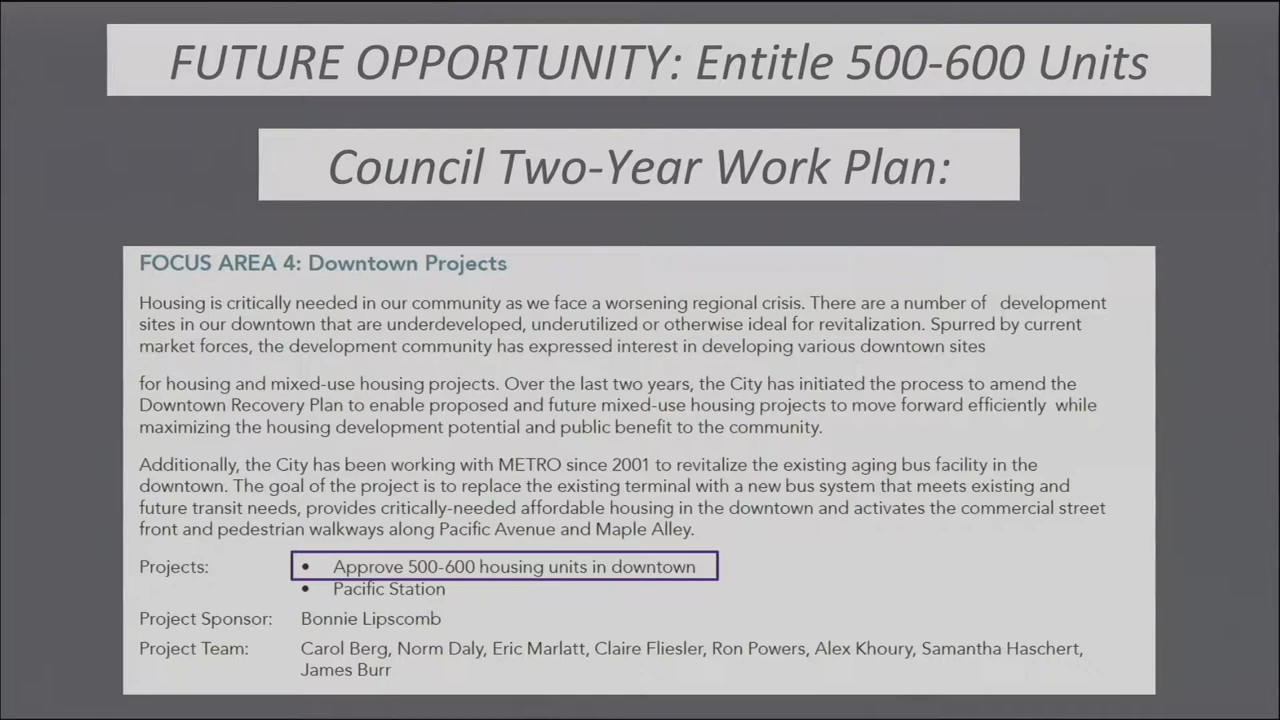 FUTURE OPPORTUNITY: Entitle 500-600 Units
Council Two-Year Work Plan:
FOCUS AREA 4: Downtown Projects
Housing is critically needed in our community as we face a worsening regional crisis. There are a number of development
sites in our downtown that are underdeveloped, underutilized or otherwise ideal for revitalization. Spurred by current
market forces, the development community has expressed interest in developing various downtown sites
for housing and mixed-use housing projects. Over the last two years, the City has initiated the process to amend the
Downtown Recovery Plan to enable proposed and future mixed-use housing projects to move forward efficiently while
maximizing the housing development potential and public benefit to the community.
Additionally, the City has been working with METRO since 2001 to revitalize the existing aging bus facility in the
downtown. The goal of the project is to replace the existing terminal with a new bus system that meets existing and
future transit needs, provides critically-needed affordable housing in the downtown and activates the commercial street
front and pedestrian walkways along Pacific Avenue and Maple Alley.
Projects: • Approve 500-600 housing units in downtown
• Pacific Station
Project Sponsor: Bonnie Lipscomb
Project Team: Carol Berg, Norm Daly, Eric Marlatt, Claire Fliesler, Ron Powers, Alex Khoury, Samantha Haschert,
James Burr